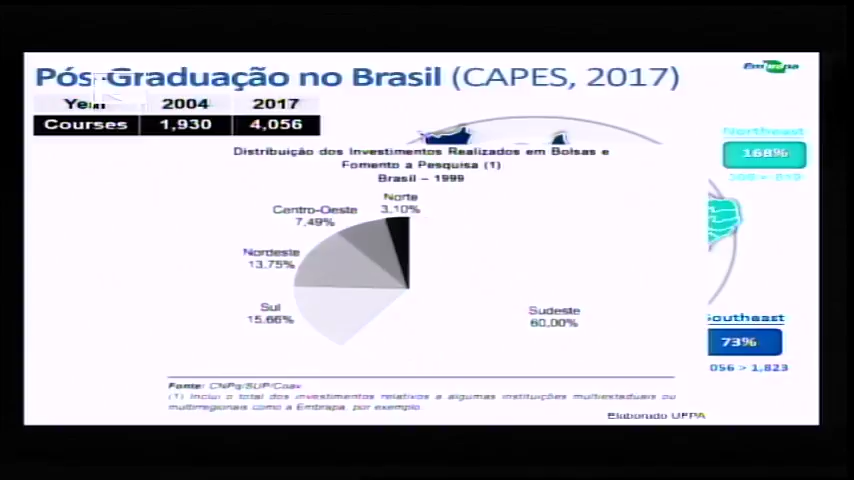 Pós-Graduação no Brasil (CAPES, 2017)
Embrapa
Year 2004 2017
Courses 1,930 4,056
Northeast
168%
Distribuição dos Investimentos Realizados em Bolsas e
Fomento a Pesquisa (1)
Brasil – 1999
Norte
3,10%
Centro-Oeste
7,49%
Nordeste
13,75%
Sul
15,66%
Sudeste
60,00%
Southeast
73%
056 > 1,823
Fonte: CNPq/SUP/Coav
(1) Inclui o total dos investimentos relativos a algumas instituições multiestaduais ou
multirregionais como a Embrapa, por exemplo
Elaborado UFPA